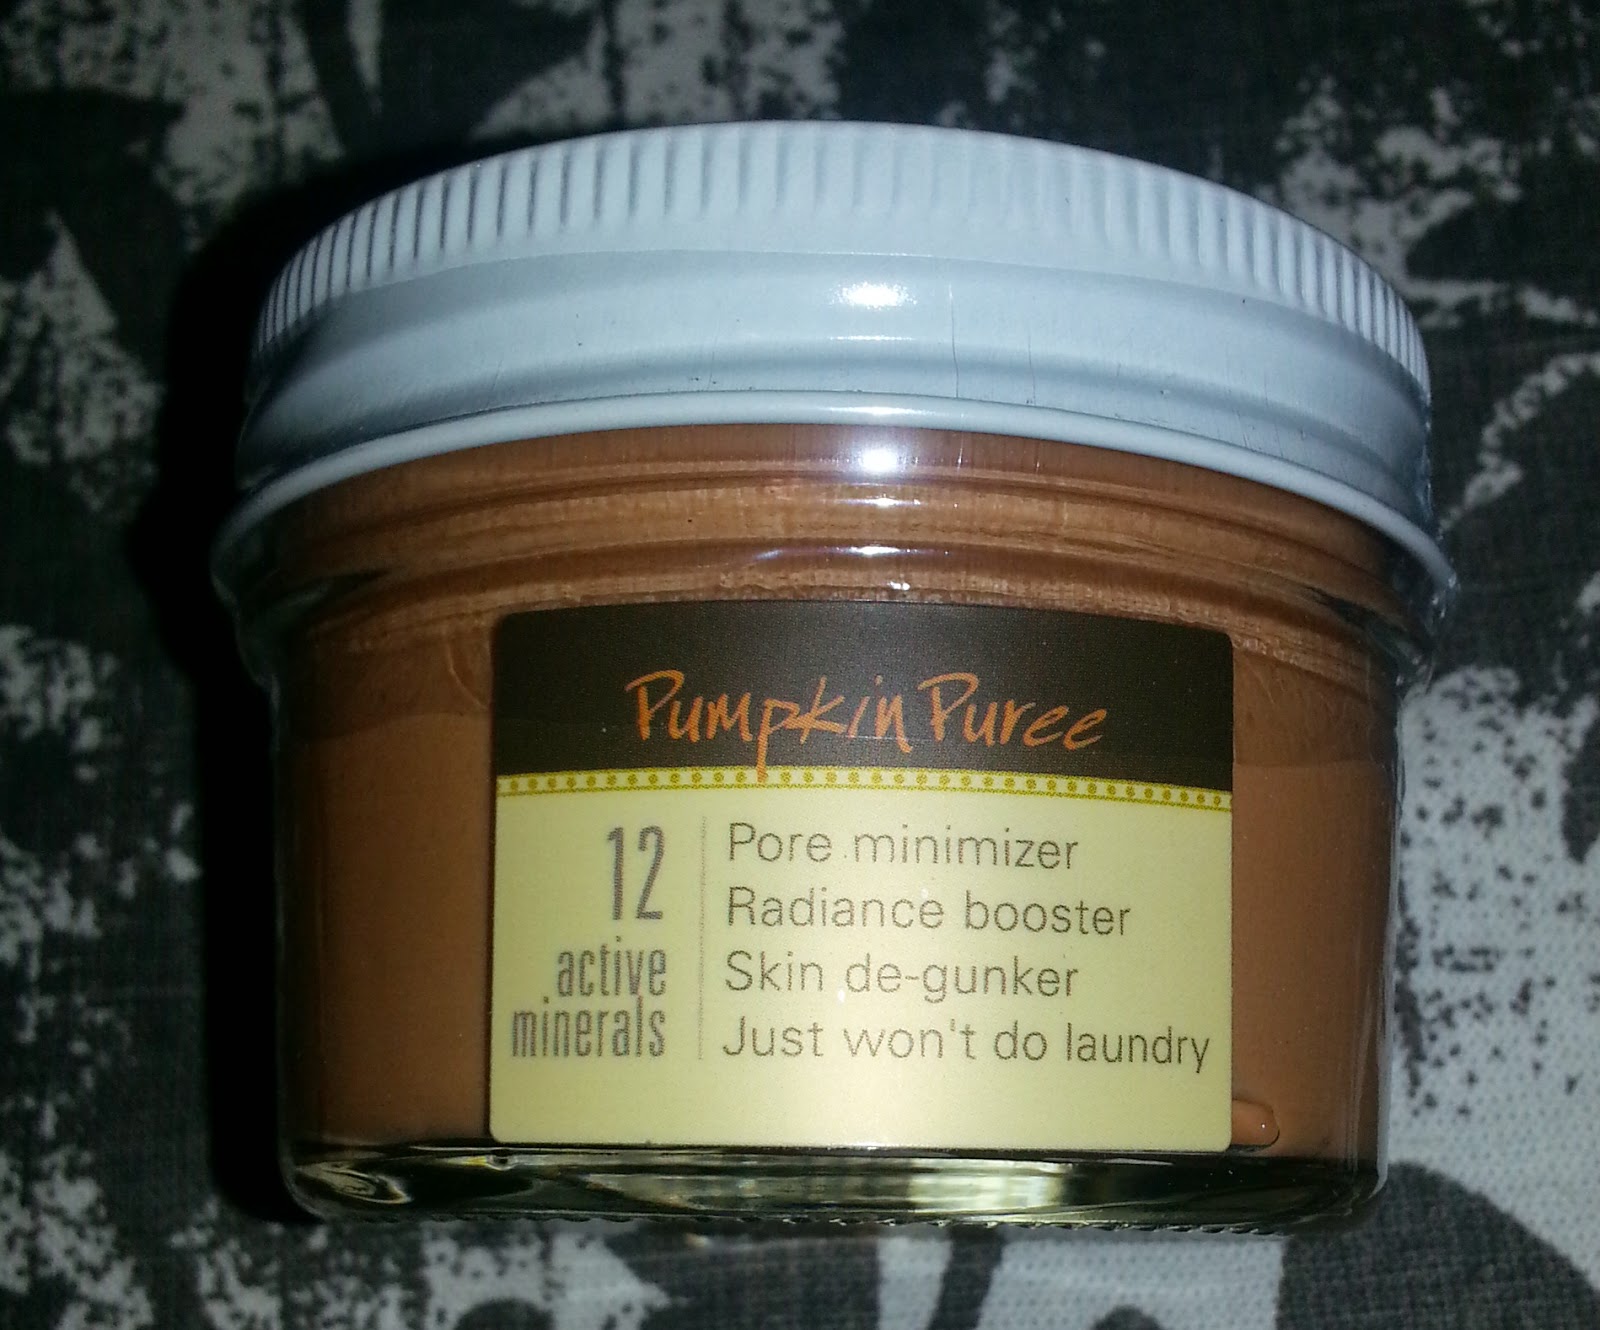 Pumpkin Puree
12
active
minerals
Pore minimizer
Radiance booster
Skin de-gunker
Just won't do laundry